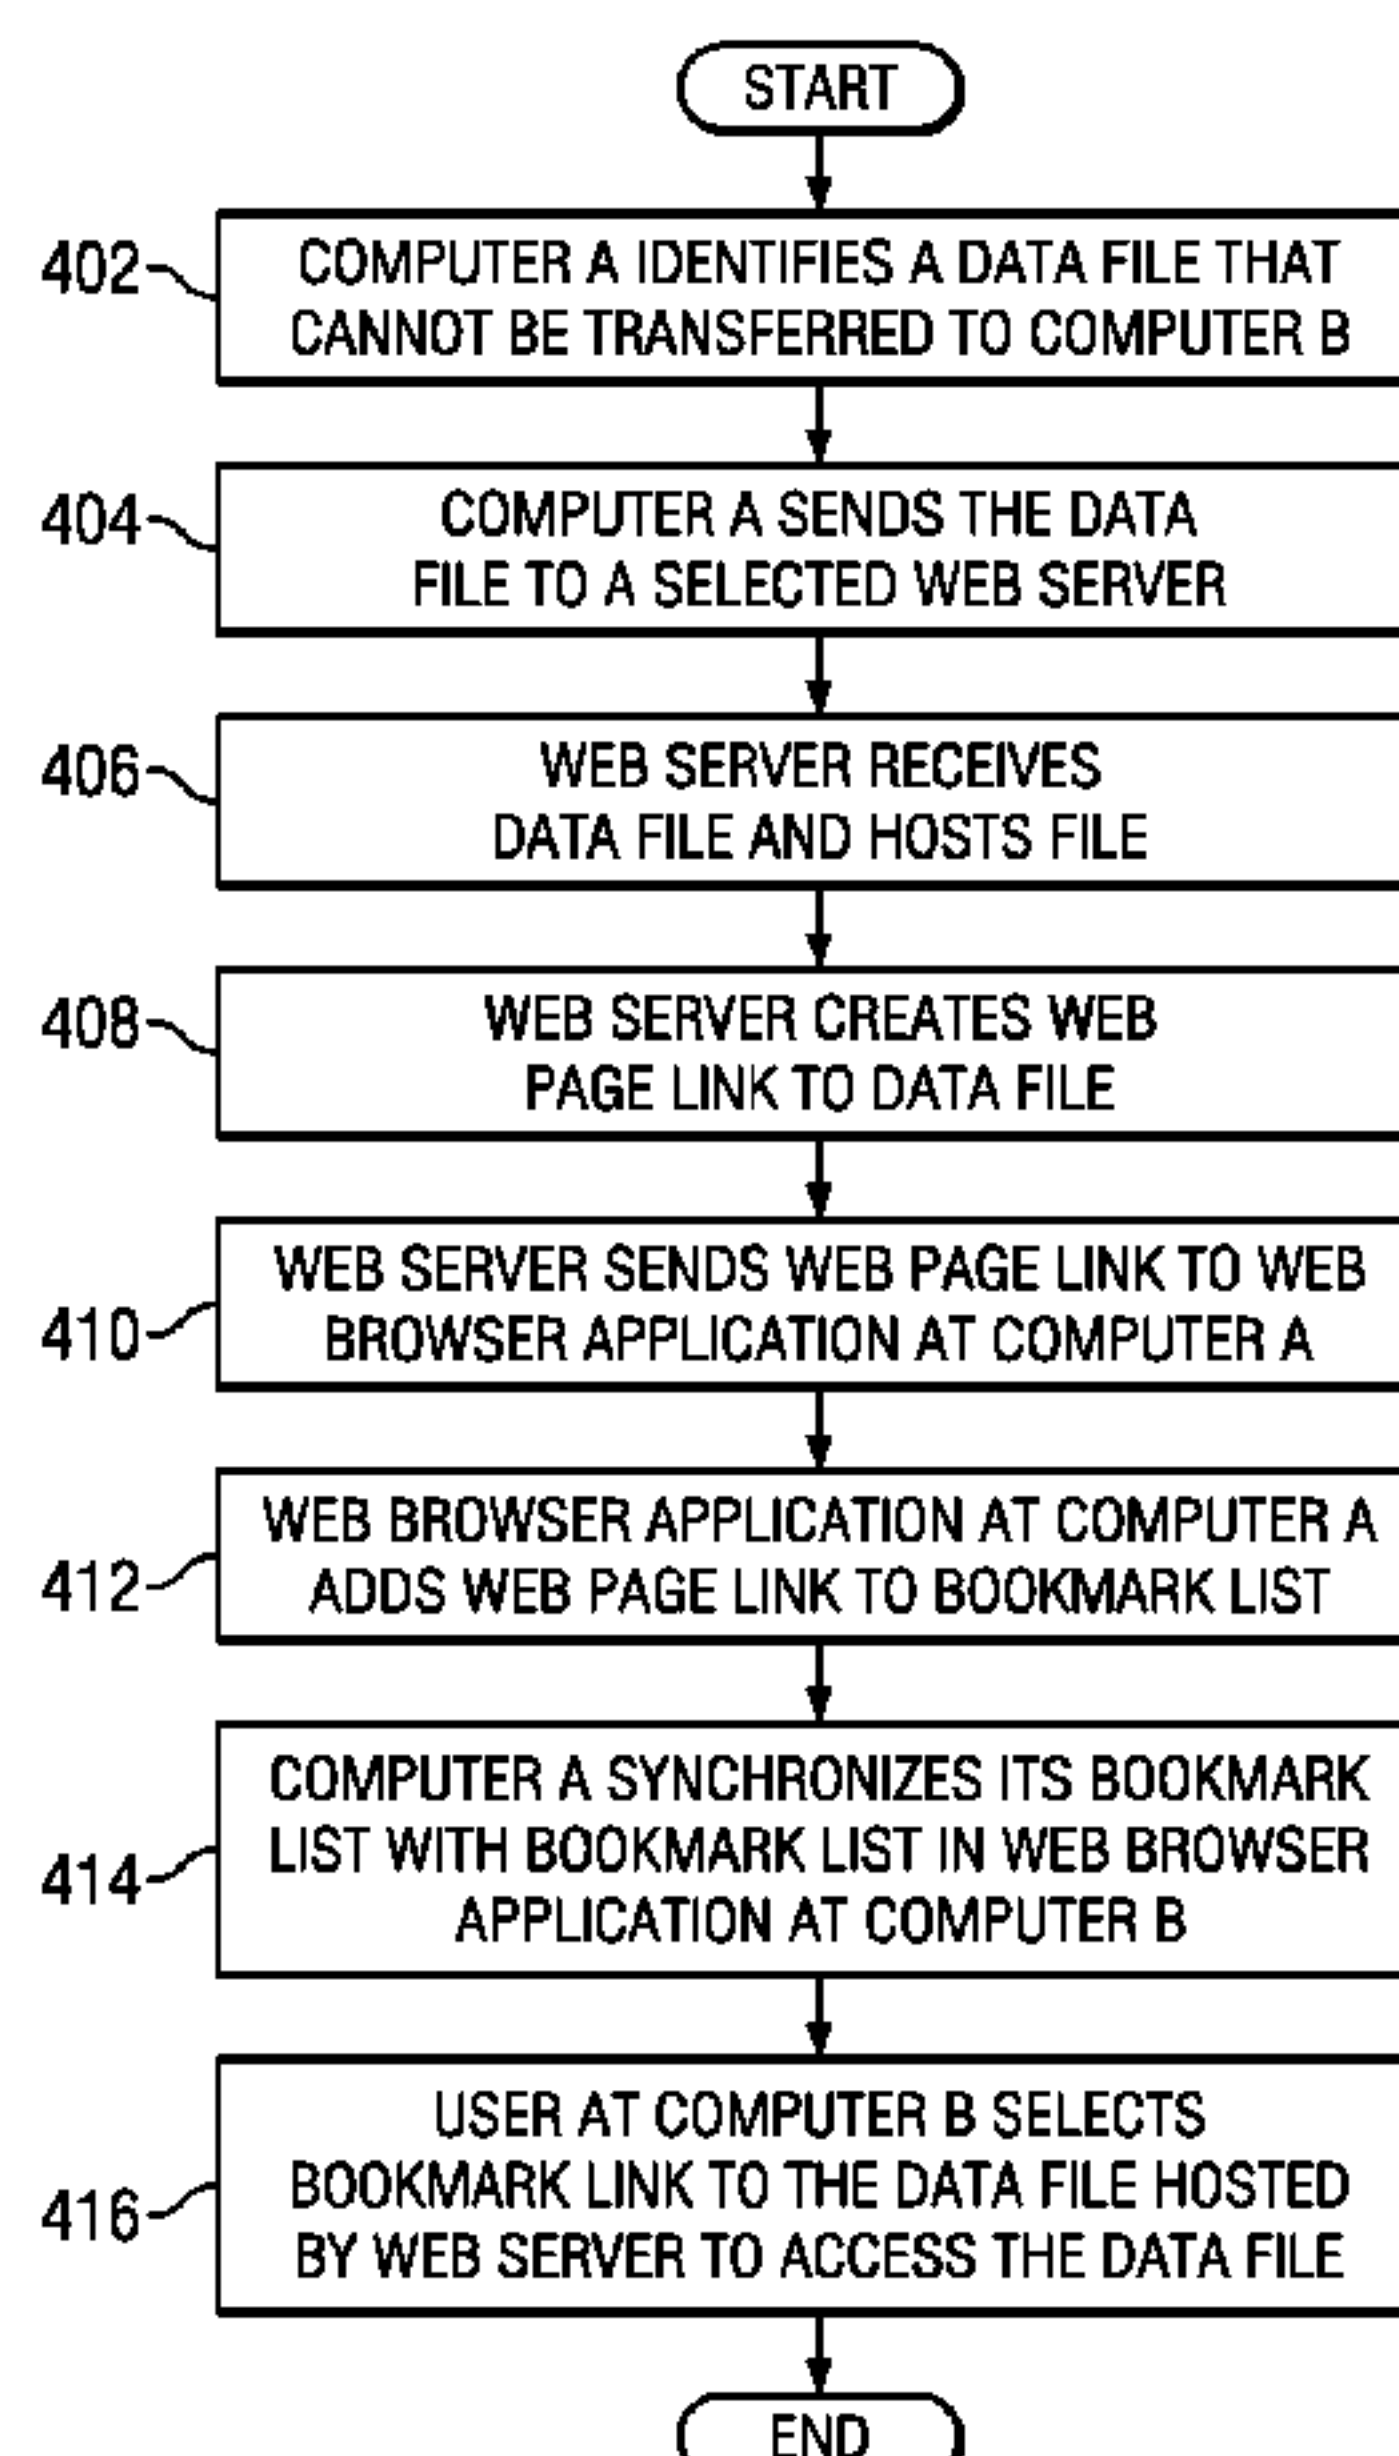 START
402
COMPUTER A IDENTIFIES A DATA FILE THAT
CANNOT BE TRANSFERRED TO COMPUTER B
404
COMPUTER A SENDS THE DATA
FILE TO A SELECTED WEB SERVER
406
WEB SERVER RECEIVES
DATA FILE AND HOSTS FILE
408
WEB SERVER CREATES WEB
PAGE LINK TO DATA FILE
410
WEB SERVER SENDS WEB PAGE LINK TO WEB
BROWSER APPLICATION AT COMPUTER A
412
WEB BROWSER APPLICATION AT COMPUTER A
ADDS WEB PAGE LINK TO BOOKMARK LIST
414
COMPUTER A SYNCHRONIZES ITS BOOKMARK
LIST WITH BOOKMARK LIST IN WEB BROWSER
APPLICATION AT COMPUTER B
416
USER AT COMPUTER B SELECTS
BOOKMARK LINK TO THE DATA FILE HOSTED
BY WEB SERVER TO ACCESS THE DATA FILE
END